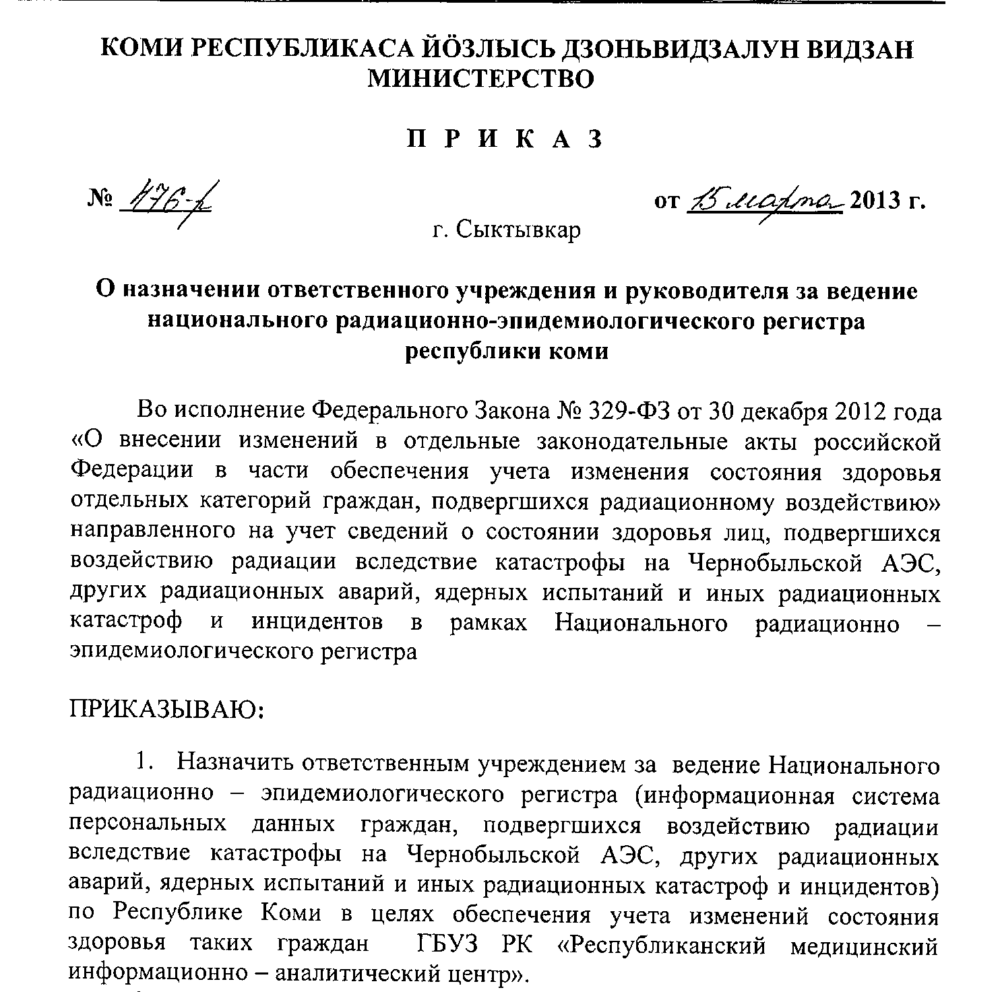 КОМИ РЕСПУБЛИКАСА ЙӦЗЛЫСЬ ДЗОНЬВИДЗАЛУН ВИДЗАН
МИНИСТЕРСТВО
П Р И К А З
№ 476-р от 15 марта 2013 г.
г. Сыктывкар
О назначении ответственного учреждения и руководителя за ведение
национального радиационно-эпидемиологического регистра
республики коми
Во исполнение Федерального Закона № 329-ФЗ от 30 декабря 2012 года
«О внесении изменений в отдельные законодательные акты российской
Федерации в части обеспечения учета изменения состояния здоровья
отдельных категорий граждан, подвергшихся радиационному воздействию»
направленного на учет сведений о состоянии здоровья лиц, подвергшихся
воздействию радиации вследствие катастрофы на Чернобыльской АЭС,
других радиационных аварий, ядерных испытаний и иных радиационных
катастроф и инцидентов в рамках Национального радиационно –
эпидемиологического регистра
ПРИКАЗЫВАЮ:
1. Назначить ответственным учреждением за ведение Национального
радиационно – эпидемиологического регистра (информационная система
персональных данных граждан, подвергшихся воздействию радиации
вследствие катастрофы на Чернобыльской АЭС, других радиационных
аварий, ядерных испытаний и иных радиационных катастроф и инцидентов)
по Республике Коми в целях обеспечения учета изменений состояния
здоровья таких граждан ГБУЗ РК «Республиканский медицинский
информационно – аналитический центр».